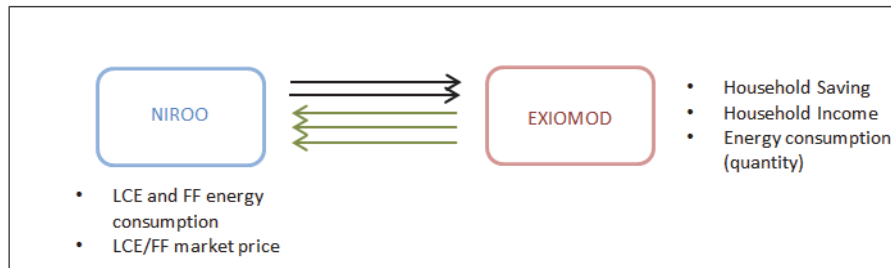 NIROO
EXIOMOD
• Household Saving
• Household Income
• Energy consumption
(quantity)
• LCE and FF energy
consumption
• LCE/FF market price